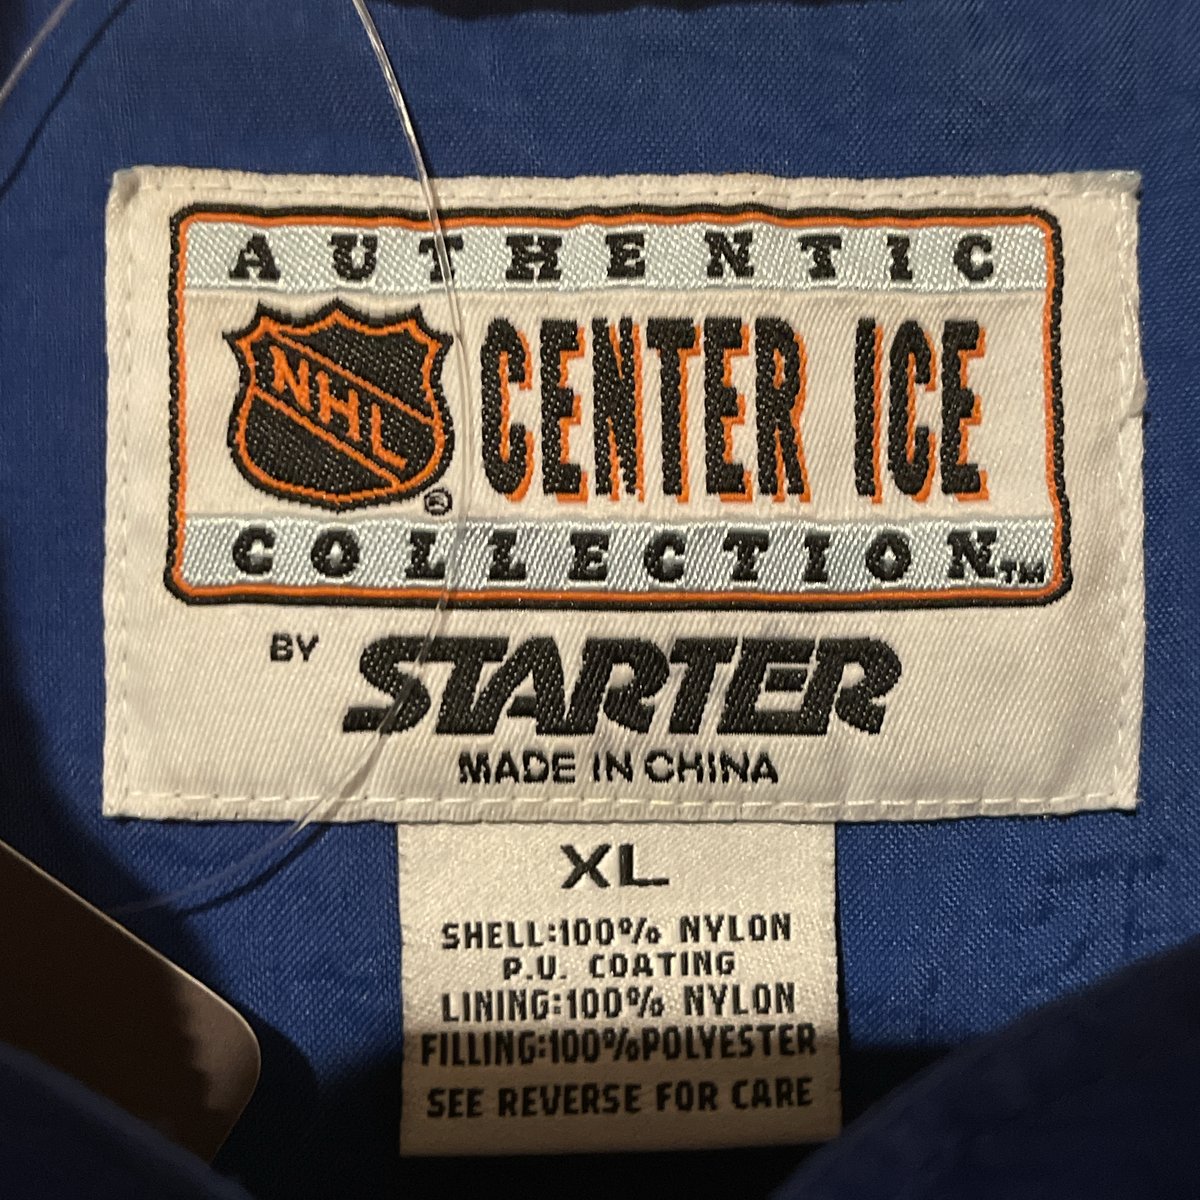 AUTHENTIC
NHL ® CENTER ICE
COLLECTION™
BY STARTER
MADE IN CHINA
XL
SHELL:100% NYLON
P.U. COATING
LINING:100% NYLON
FILLING:100%POLYESTER
SEE REVERSE FOR CARE